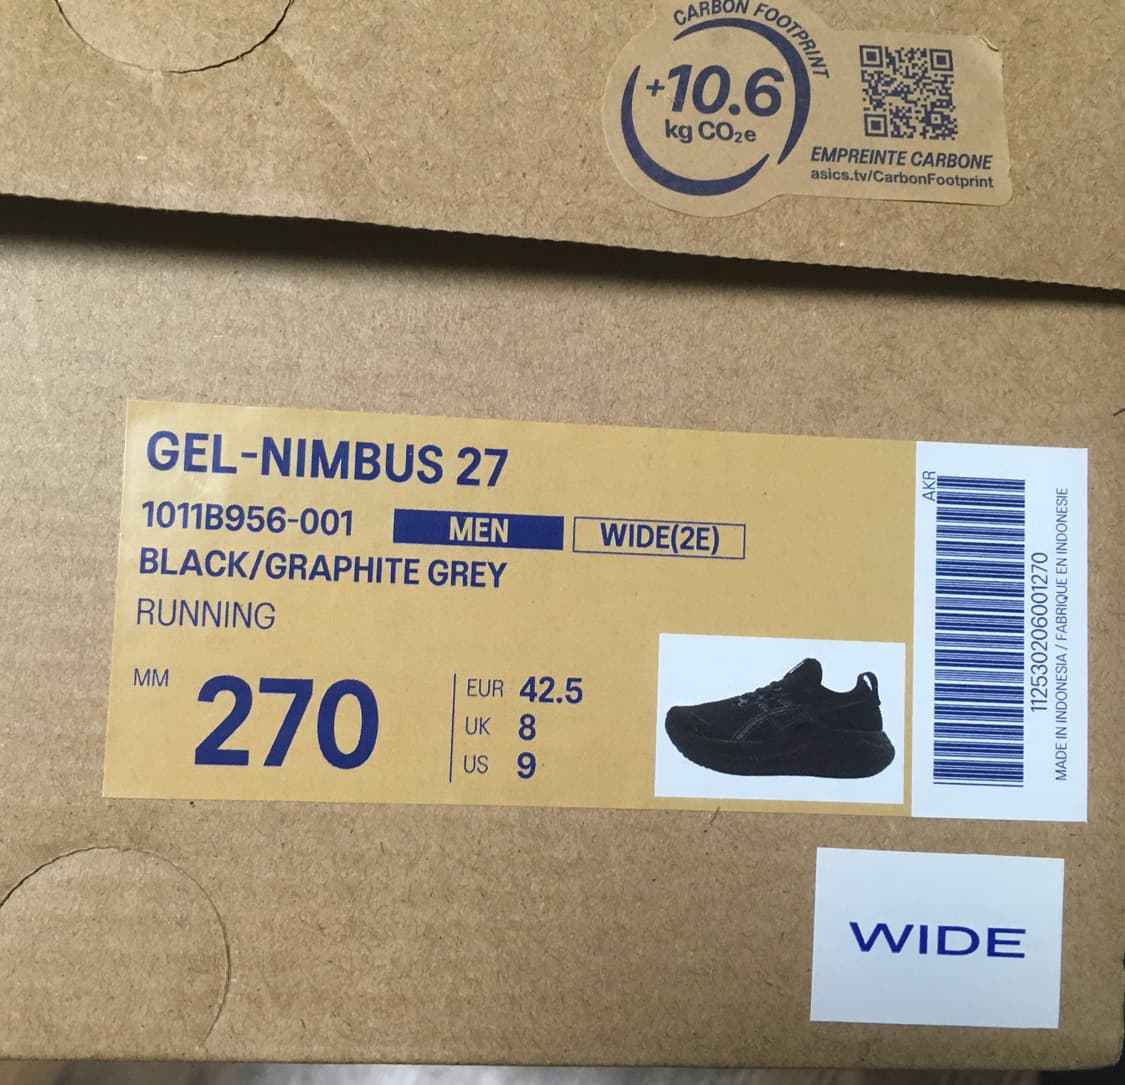 CARBON FOOTPRINT
+10.6
kg CO₂e
EMPREINTE CARBONE
asics.tv/CarbonFootprint
GEL-NIMBUS 27
1011B956-001 MEN WIDE(2E)
BLACK/GRAPHITE GREY
RUNNING
MM 270
EUR 42.5
UK 8
US 9
AKR
11253020600​1270
MADE IN INDONESIA / FABRIQUE EN INDONESIE
WIDE